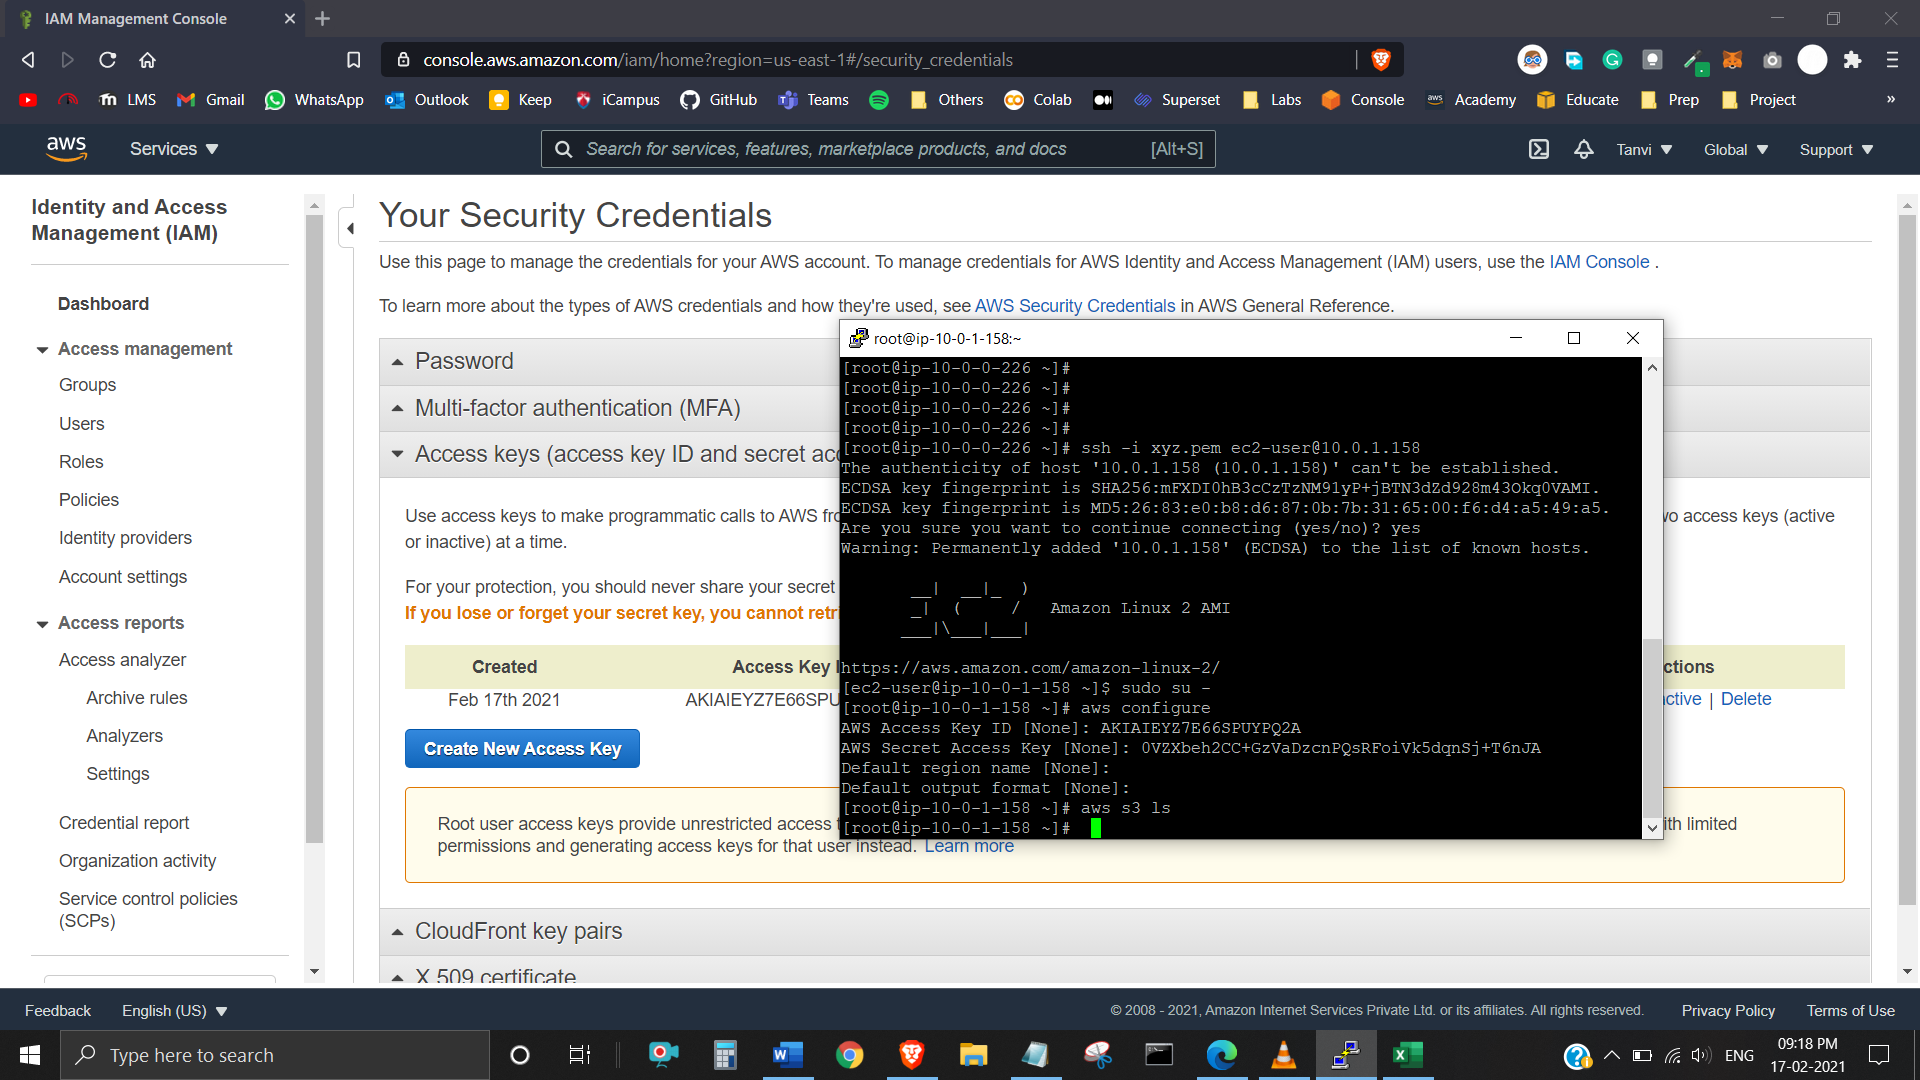 IAM Management Console
console.aws.amazon.com/iam/home?region=us-east-1#/security_credentials
LMS Gmail WhatsApp Outlook Keep iCampus GitHub Teams Others Colab Superset Labs Console Academy Educate Prep Project »
aws Services Search for services, features, marketplace products, and docs [Alt+S] Tanvi Global Support
Identity and Access
Management (IAM)
Dashboard
Access management
Groups
Users
Roles
Policies
Identity providers
Account settings
Access reports
Access analyzer
Archive rules
Analyzers
Settings
Credential report
Organization activity
Service control policies
(SCPs)
Your Security Credentials
Use this page to manage the credentials for your AWS account. To manage credentials for AWS Identity and Access Management (IAM) users, use the IAM Console .
To learn more about the types of AWS credentials and how they're used, see AWS Security Credentials in AWS General Reference.
Password
Multi-factor authentication (MFA)
Access keys (access key ID and secret acc
Use access keys to make programmatic calls to AWS fro
wo access keys (active
or inactive) at a time.
For your protection, you should never share your secret
If you lose or forget your secret key, you cannot retri
Created Access Key I ctions
Feb 17th 2021 AKIAIEYZ7E66SPU ctive | Delete
Create New Access Key
Root user access keys provide unrestricted access t
ith limited
permissions and generating access keys for that user instead. Learn more
CloudFront key pairs
X.509 certificate
root@ip-10-0-1-158:~
[root@ip-10-0-0-226 ~]#
[root@ip-10-0-0-226 ~]#
[root@ip-10-0-0-226 ~]#
[root@ip-10-0-0-226 ~]#
[root@ip-10-0-0-226 ~]# ssh -i xyz.pem ec2-user@10.0.1.158
The authenticity of host '10.0.1.158 (10.0.1.158)' can't be established.
ECDSA key fingerprint is SHA256:mFXDI0hB3cCzTzNM91yP+jBTN3dZd928m43Okq0VAMI.
ECDSA key fingerprint is MD5:26:83:e0:b8:d6:87:0b:7b:31:65:00:f6:d4:a5:49:a5.
Are you sure you want to continue connecting (yes/no)? yes
Warning: Permanently added '10.0.1.158' (ECDSA) to the list of known hosts.
__|  __|_  )
_|  (     /   Amazon Linux 2 AMI
___|\___|___|
https://aws.amazon.com/amazon-linux-2/
[ec2-user@ip-10-0-1-158 ~]$ sudo su -
[root@ip-10-0-1-158 ~]# aws configure
AWS Access Key ID [None]: AKIAIEYZ7E66SPUYPQ2A
AWS Secret Access Key [None]: 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
Default region name [None]:
Default output format [None]:
[root@ip-10-0-1-158 ~]# aws s3 ls
[root@ip-10-0-1-158 ~]#
Feedback English (US) © 2008 - 2021, Amazon Internet Services Private Ltd. or its affiliates. All rights reserved. Privacy Policy Terms of Use
Type here to search
ENG
09:18 PM
17-02-2021